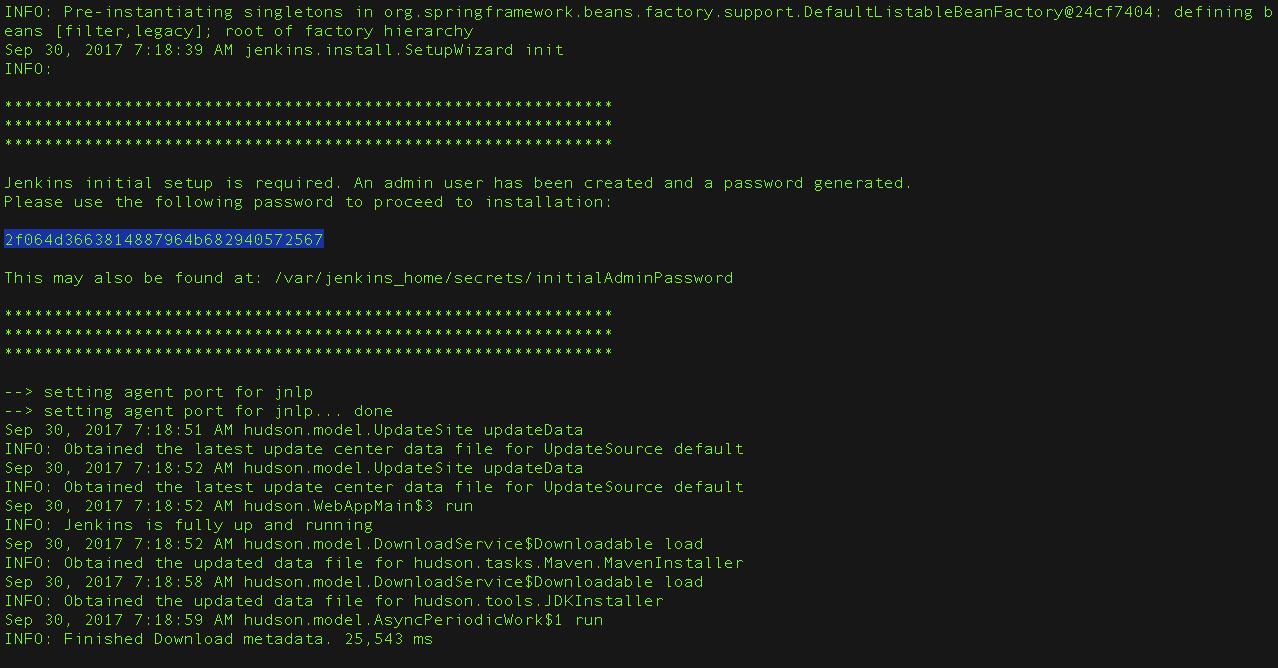 INFO: Pre-instantiating singletons in org.springframework.beans.factory.support.DefaultListableBeanFactory@24cf7404: defining b
eans [filter,legacy]; root of factory hierarchy
Sep 30, 2017 7:18:39 AM jenkins.install.SetupWizard init
INFO:
*************************************************************
*************************************************************
*************************************************************
Jenkins initial setup is required. An admin user has been created and a password generated.
Please use the following password to proceed to installation:
2f064d3663814887964b682940572567
This may also be found at: /var/jenkins_home/secrets/initialAdminPassword
*************************************************************
*************************************************************
*************************************************************
--> setting agent port for jnlp
--> setting agent port for jnlp... done
Sep 30, 2017 7:18:51 AM hudson.model.UpdateSite updateData
INFO: Obtained the latest update center data file for UpdateSource default
Sep 30, 2017 7:18:52 AM hudson.model.UpdateSite updateData
INFO: Obtained the latest update center data file for UpdateSource default
Sep 30, 2017 7:18:52 AM hudson.WebAppMain$3 run
INFO: Jenkins is fully up and running
Sep 30, 2017 7:18:52 AM hudson.model.DownloadService$Downloadable load
INFO: Obtained the updated data file for hudson.tasks.Maven.MavenInstaller
Sep 30, 2017 7:18:58 AM hudson.model.DownloadService$Downloadable load
INFO: Obtained the updated data file for hudson.tools.JDKInstaller
Sep 30, 2017 7:18:59 AM hudson.model.AsyncPeriodicWork$1 run
INFO: Finished Download metadata. 25,543 ms